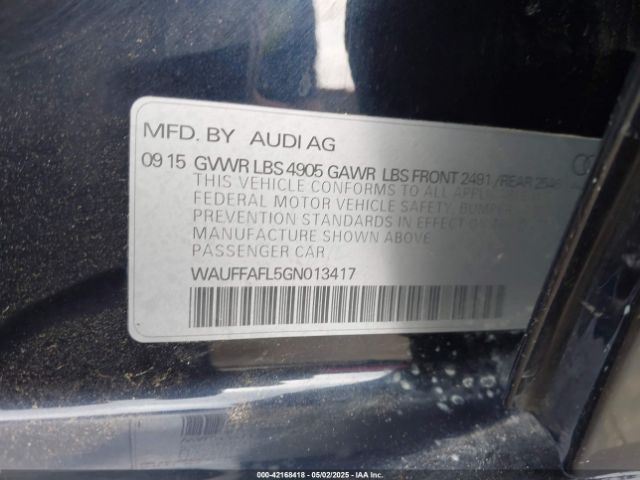 MFD. BY AUDI AG
09 15 GVWR LBS 4905 GAWR LBS FRONT 2491 /REAR 2546
THIS VEHICLE CONFORMS TO ALL
FEDERAL MOTOR VEHICLE SAFETY, BUMPER
PREVENTION STANDARDS IN EFFECT
MANUFACTURE SHOWN ABOVE
PASSENGER CAR
WAUFFAFL5GN013417
000-42168418 - 05/02/2025 - IAA Inc.